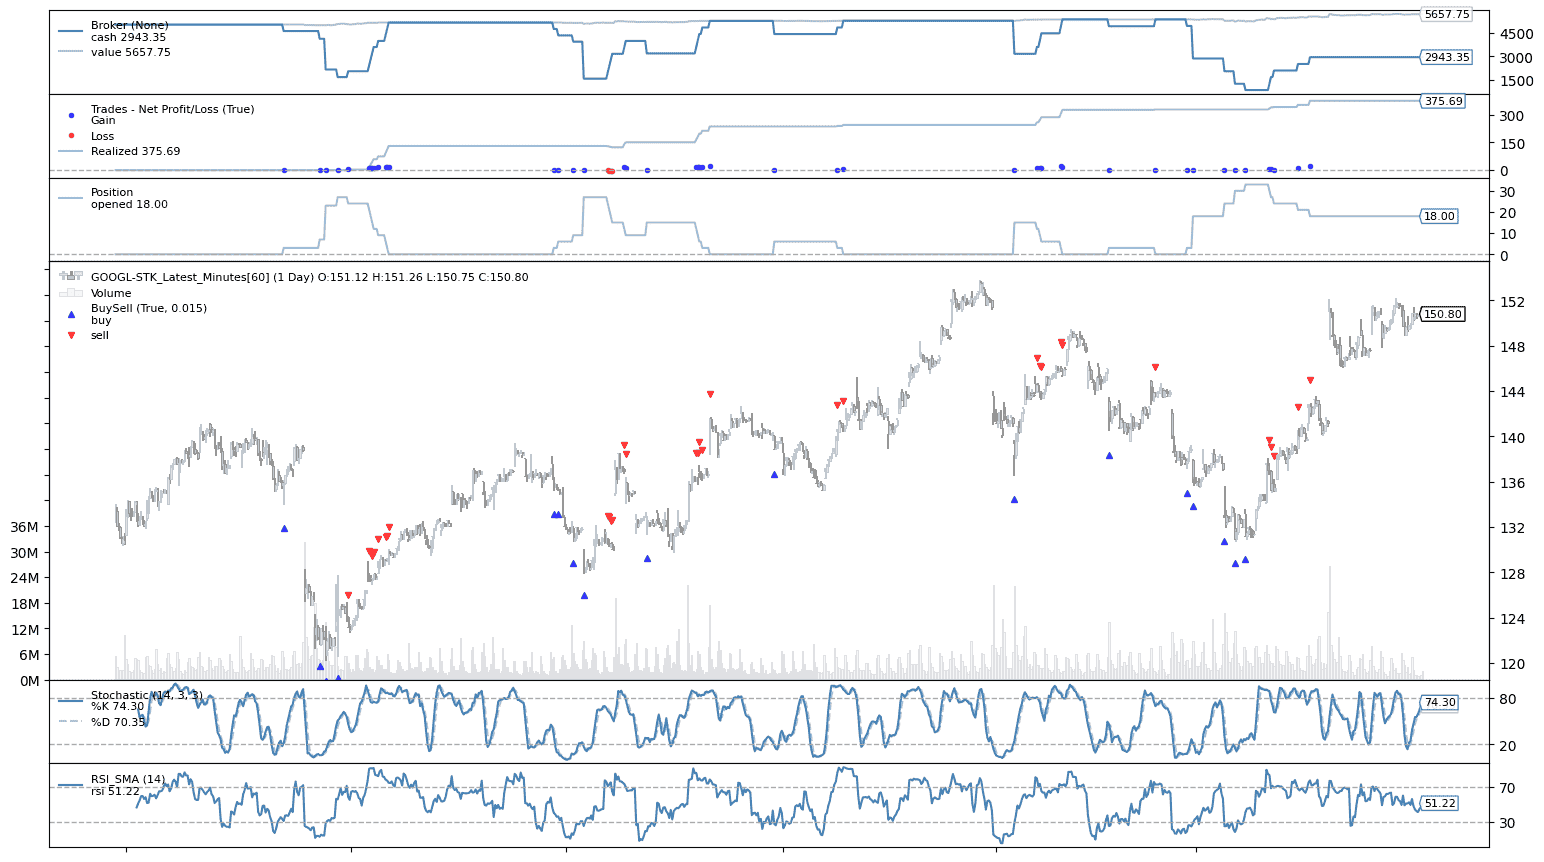 Broker (None)
cash 2943.35
value 5657.75
5657.75
4500
3000
2943.35
1500
Trades - Net Profit/Loss (True)
Gain
Loss
Realized 375.69
375.69
300
150
0
Position
opened 18.00
30
20
18.00
10
0
GOOGL-STK_Latest_Minutes[60] (1 Day) O:151.12 H:151.26 L:150.75 C:150.80
Volume
BuySell (True, 0.015)
buy
sell
152
150.80
148
144
140
136
132
128
124
120
36M
30M
24M
18M
12M
6M
0M
Stochastic (14, 3, 3)
%K 74.30
%D 70.35
80
74.30
20
RSI_SMA (14)
rsi 51.22
70
51.22
30